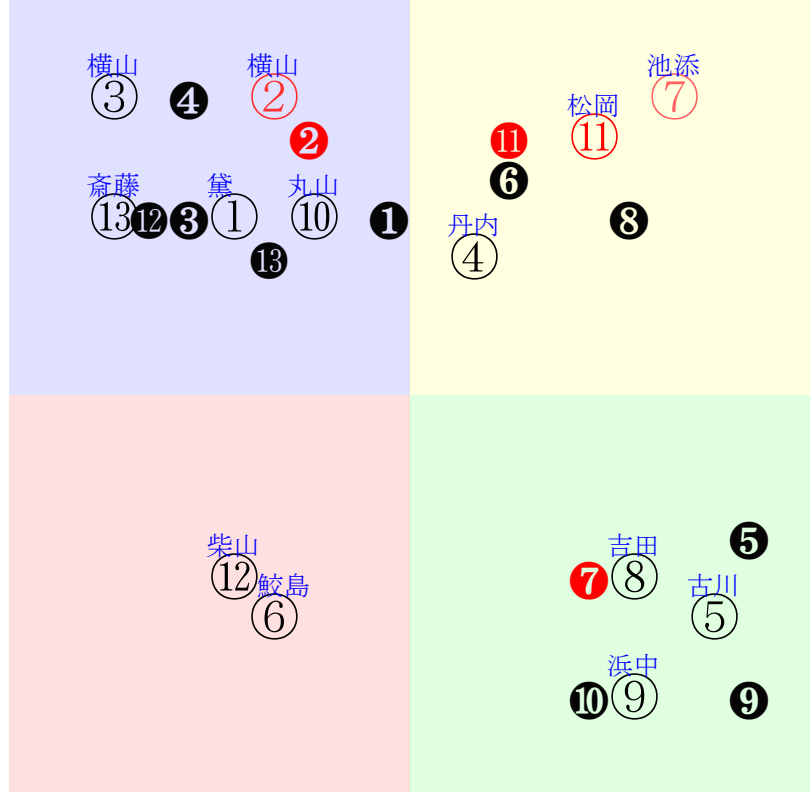 横山
③ ❹
横山
②
❷
池添
⑦
松岡
⑪
⓫
❻
斎藤
⑬ ⓬ ❸
黛
①
丸山
⑩ ❶
⓭
丹内
④
❽
柴山
⑫
鮫島
⑥
吉田
❼ ⑧
❺
古川
⑤
浜中
❿ ⑨ ❾